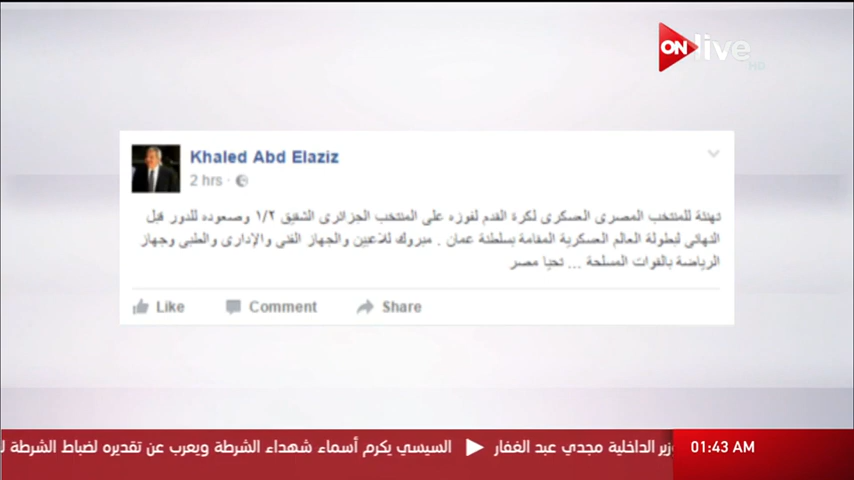 ON live
HD
Khaled Abd Elaziz
2 hrs ·
تهنئة للمنتخب المصرى العسكرى لكرة القدم لفوزه على المنتخب الجزائرى الشقيق ١/٢ وصعوده للدور قبل
النهائى لبطولة العالم العسكرية المقامة بسلطنة عمان . مبروك للاعبين والجهاز الفنى والإدارى والطبى وجهاز
الرياضة بالقوات المسلحة ... تحيا مصر
Like Comment Share
الداخلية مجدي عبد الغفار ◀ السيسي يكرم أسماء شهداء الشرطة ويعرب عن تقديره لضباط الشرطة
01:43 AM